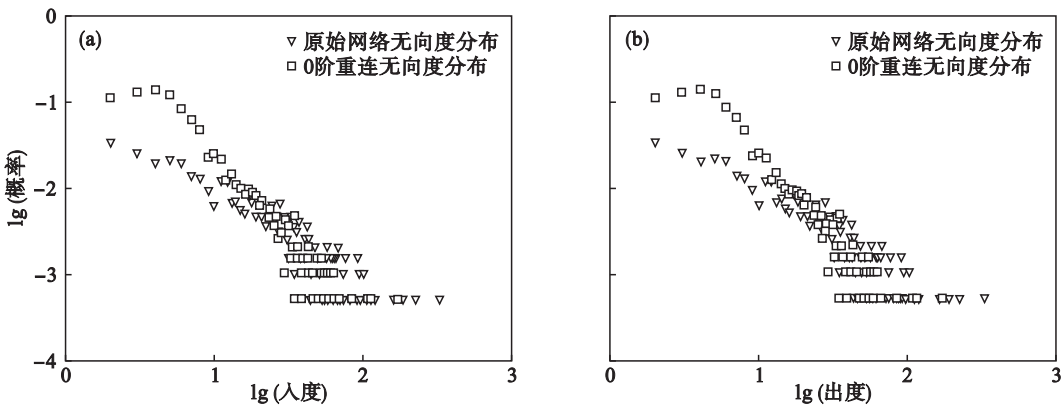 (a)
▽ 原始网络无向度分布
□ 0阶重连无向度分布
lg (概率)
0
−1
−2
−3
−4
0 1 2 3
lg (入度)
(b)
▽ 原始网络无向度分布
□ 0阶重连无向度分布
0 1 2 3
lg (出度)